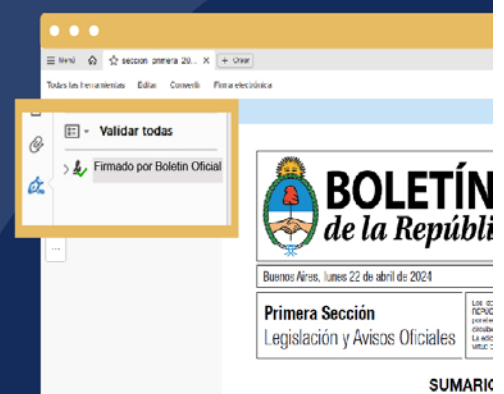 Menú
seccion primera 20... × + Crear
Todas las herramientas Editar Convertir Firma electrónica
Validar todas
Firmado por Boletin Oficial
BOLETÍN
de la Repúbli
Buenos Aires, lunes 22 de abril de 2024
Primera Sección
Legislación y Avisos Oficiales
SUMARIO